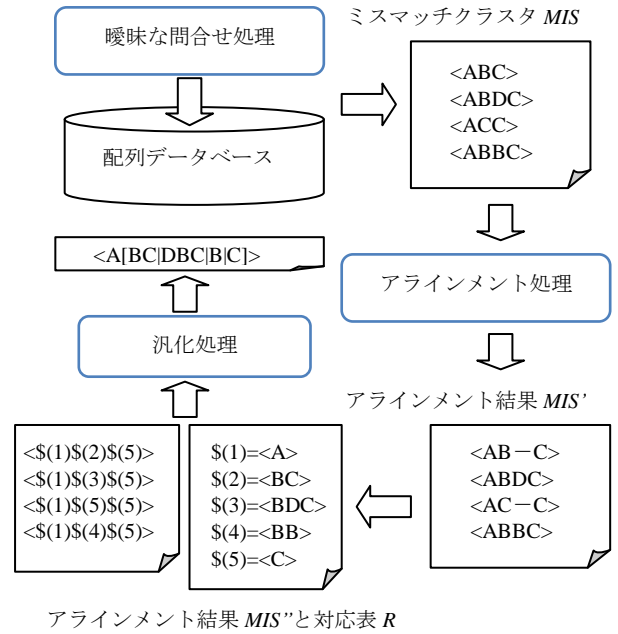 曖昧な問合せ処理
配列データベース
ミスマッチクラスタ MIS
<ABC>
<ABDC>
<ACC>
<ABBC>
アラインメント処理
アラインメント結果 MIS’
<AB－C>
<ABDC>
<AC－C>
<ABBC>
$(1)=<A>
$(2)=<BC>
$(3)=<BDC>
$(4)=<BB>
$(5)=<C>
<$(1)$(2)$(5)>
<$(1)$(3)$(5)>
<$(1)$(5)$(5)>
<$(1)$(4)$(5)>
アラインメント結果 MIS”と対応表 R
汎化処理
<A[BC|DBC|B|C]>